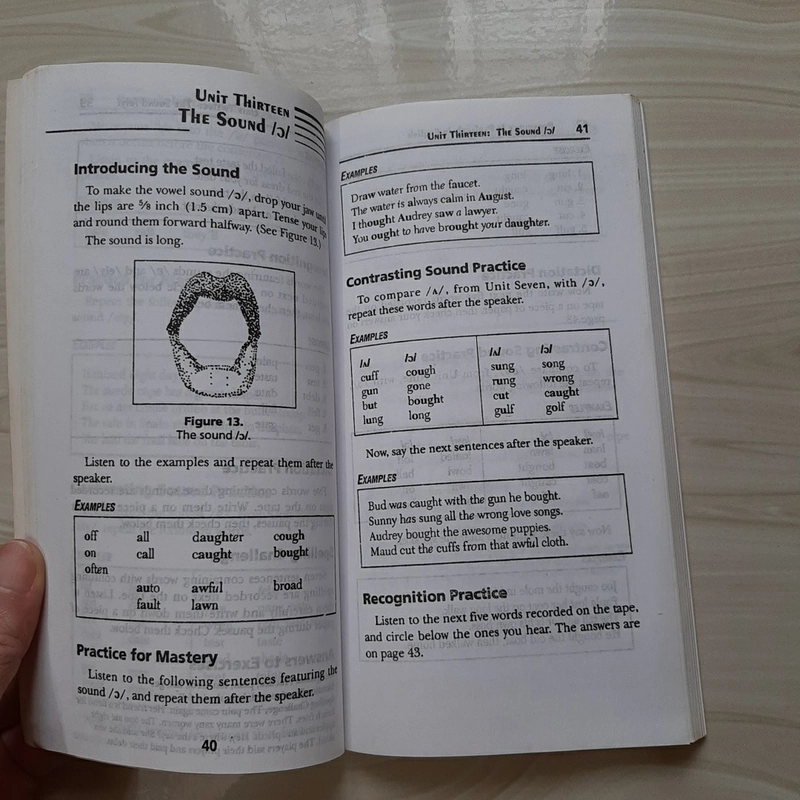 UNIT THIRTEEN
THE SOUND /ɔ/
Introducing the Sound
To make the vowel sound /ɔ/, drop your jaw until
the lips are ⅝ inch (1.5 cm) apart. Tense your lips
and round them forward halfway. (See Figure 13.)
The sound is long.
Figure 13.
The sound /ɔ/.
Listen to the examples and repeat them after the
speaker.
EXAMPLES
off all daughter cough
on call caught bought
often
auto awful broad
fault lawn
Practice for Mastery
Listen to the following sentences featuring the
sound /ɔ/, and repeat them after the speaker.
40
UNIT THIRTEEN: THE SOUND /ɔ/ 41
EXAMPLES
Draw water from the faucet.
The water is always calm in August.
I thought Audrey saw a lawyer.
You ought to have brought your daughter.
Contrasting Sound Practice
To compare /ʌ/, from Unit Seven, with /ɔ/,
repeat these words after the speaker.
EXAMPLES
/ʌ/ /ɔ/ /ʌ/ /ɔ/
cuff cough sung song
gun gone rung wrong
but bought cut caught
lung long gulf golf
Now, say the next sentences after the speaker.
EXAMPLES
Bud was caught with the gun he bought.
Sunny has sung all the wrong love songs.
Audrey bought the awesome puppies.
Maud cut the cuffs from that awful cloth.
Recognition Practice
Listen to the next five words recorded on the tape,
and circle below the ones you hear. The answers are
on page 43.